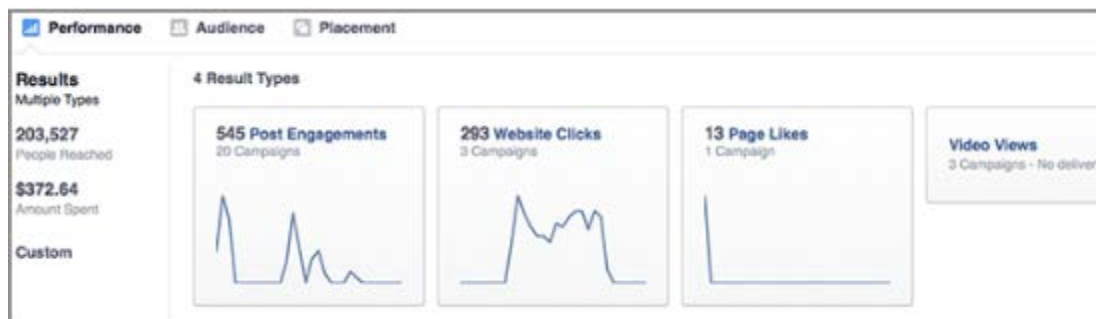 Performance Audience Placement
Results
Multiple Types
203,527
People Reached
$372.64
Amount Spent
Custom
4 Result Types
545 Post Engagements
20 Campaigns
293 Website Clicks
3 Campaigns
13 Page Likes
1 Campaign
Video Views
3 Campaigns - No deliver